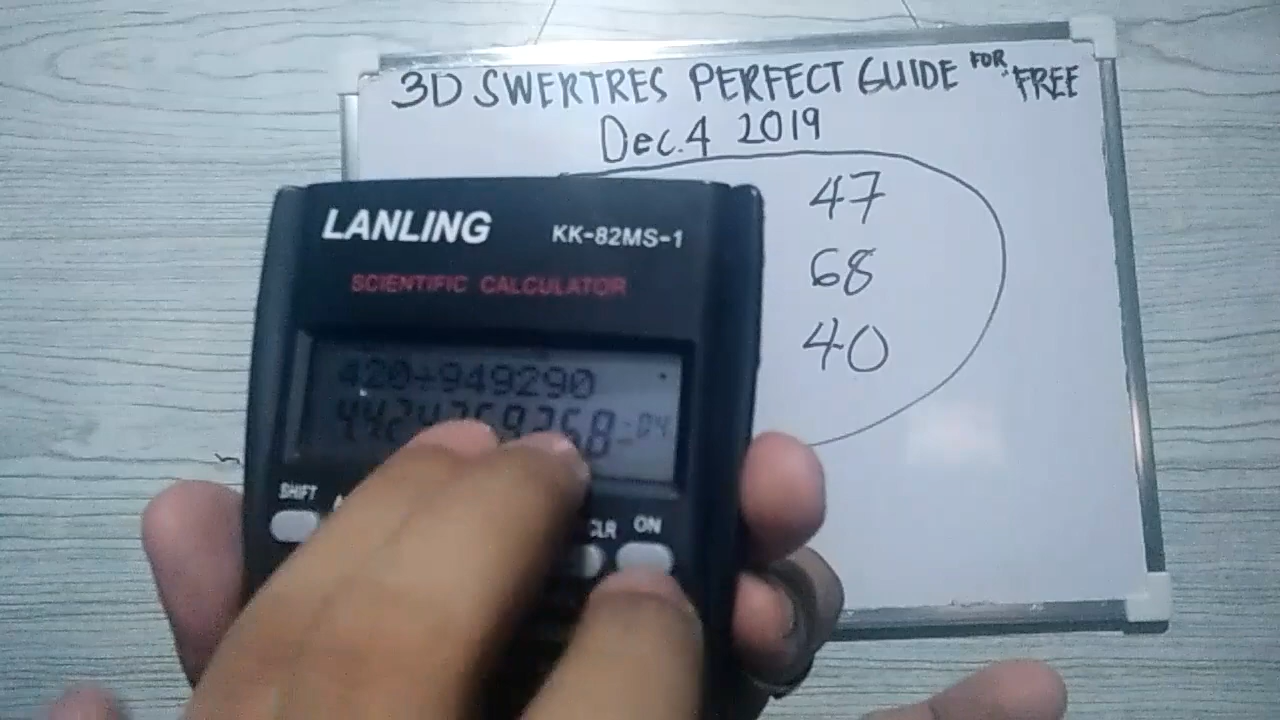 3D SWERTRES PERFECT GUIDE FOR FREE
Dec. 4 2019
47
68
40
LANLING
KK-82MS-1
SCIENTIFIC CALCULATOR
420÷949290
SHIFT
CLR ON